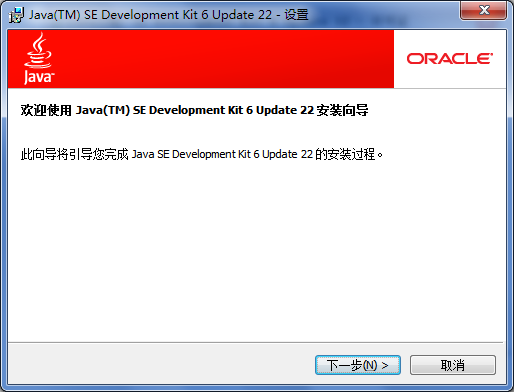 Java(TM) SE Development Kit 6 Update 22 - 设置
Java™
ORACLE®
欢迎使用 Java(TM) SE Development Kit 6 Update 22 安装向导
此向导将引导您完成 Java SE Development Kit 6 Update 22 的安装过程。
下一步(N) >
取消